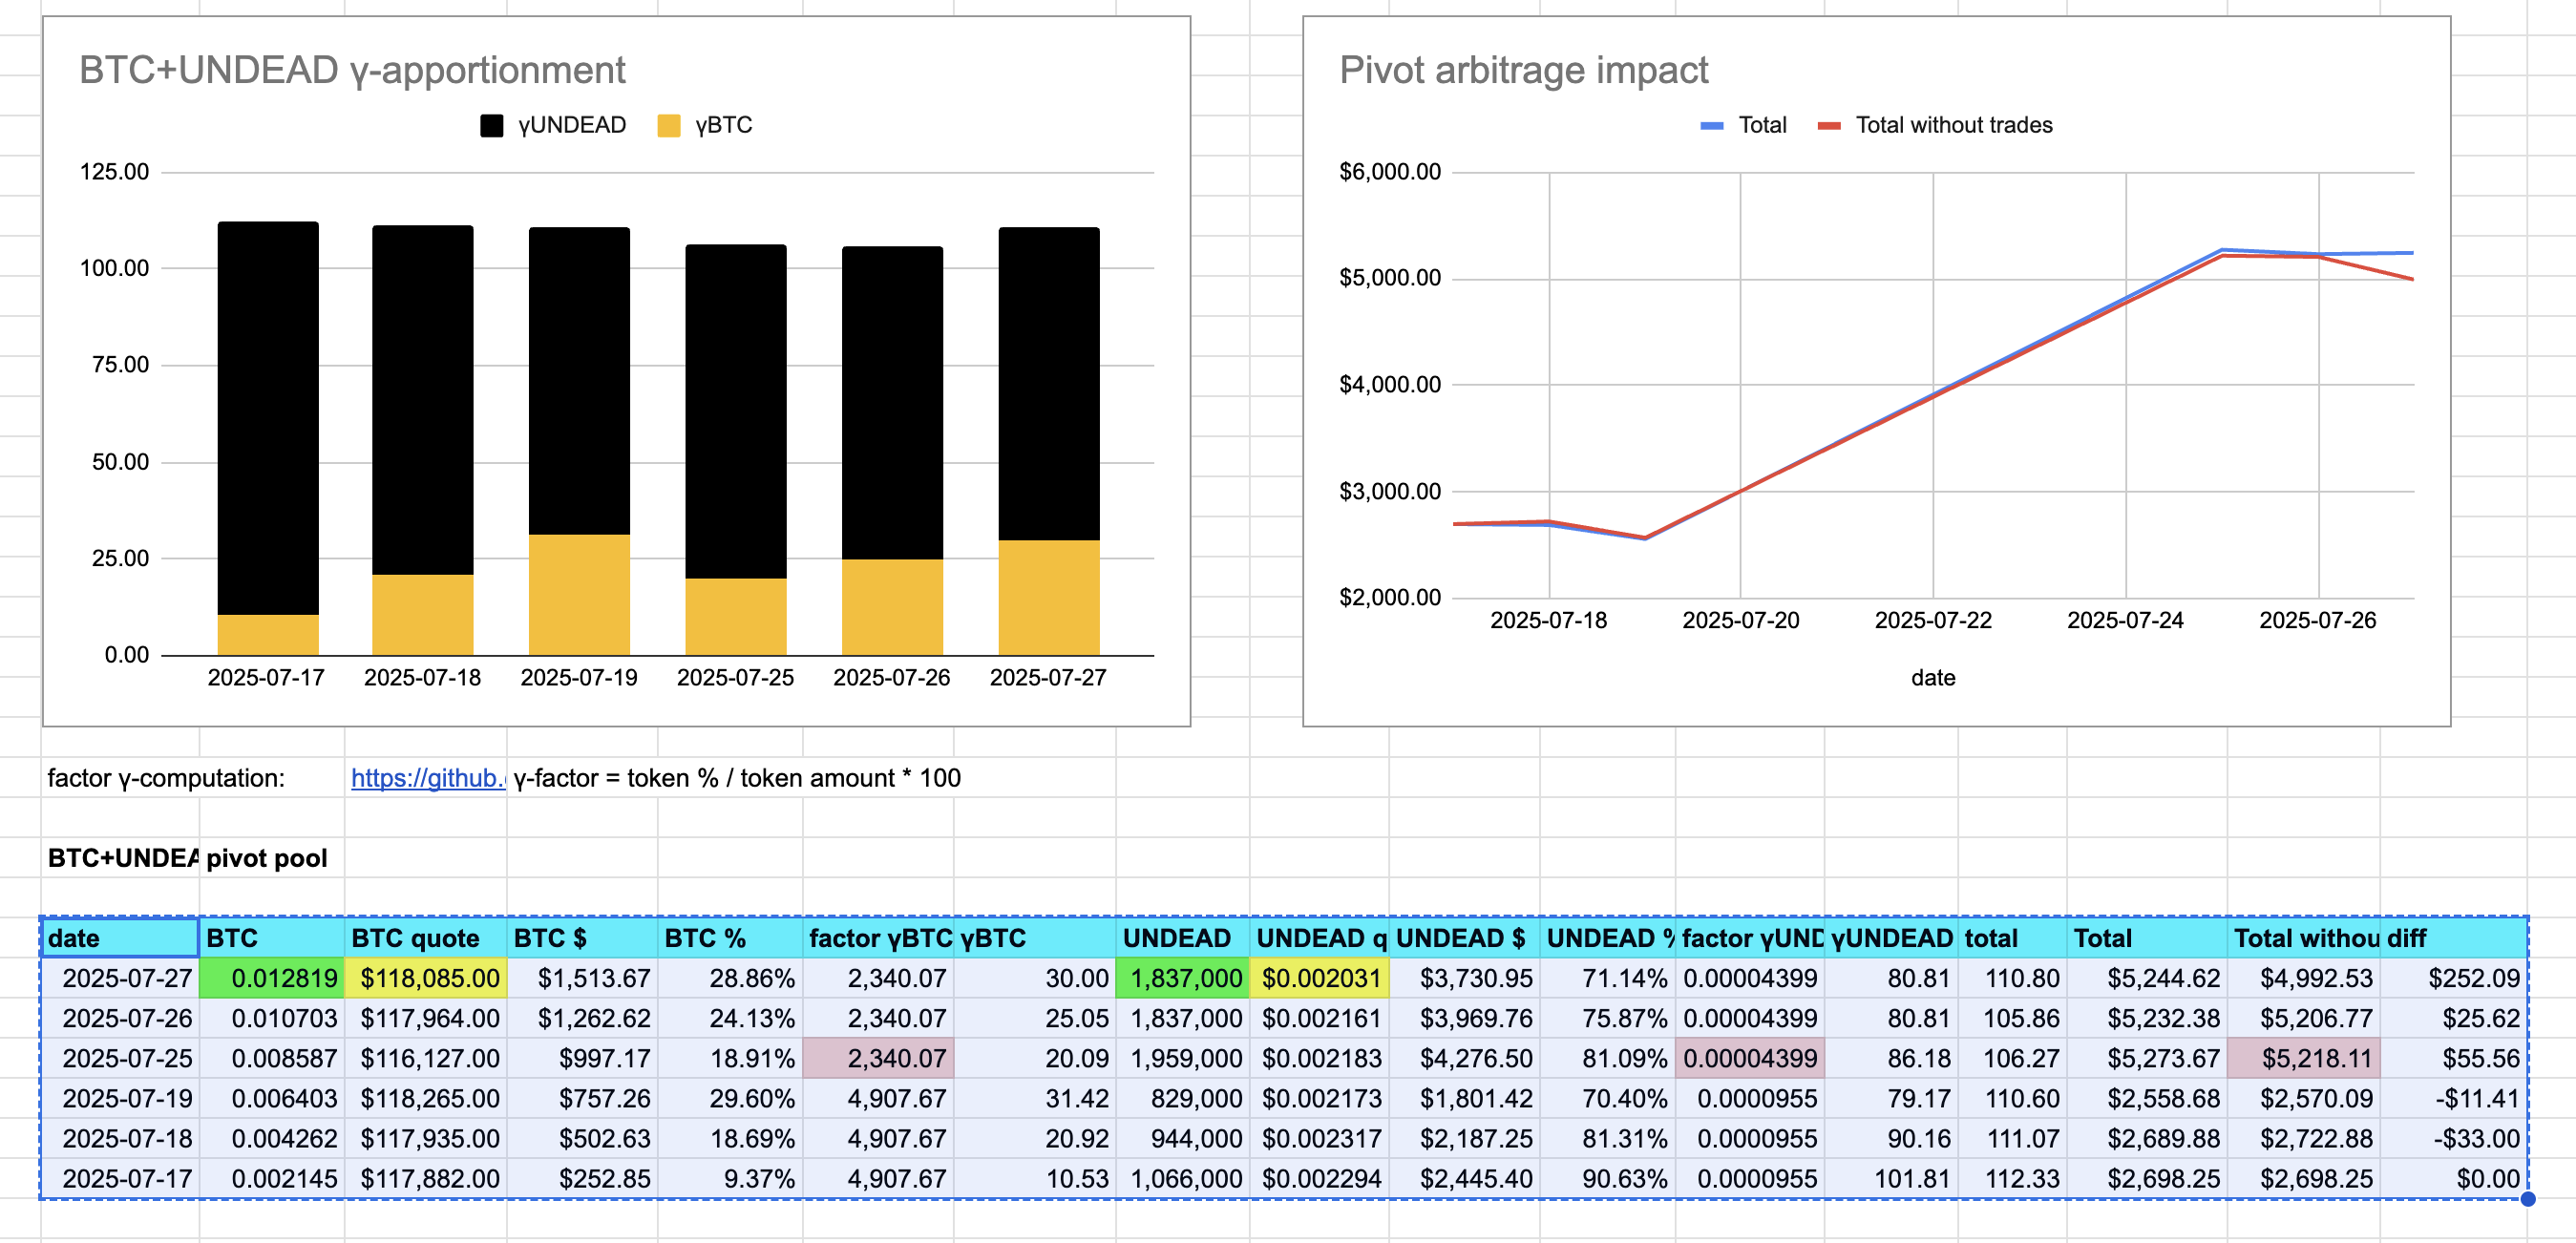 BTC+UNDEAD γ-apportionment
γUNDEAD γBTC
125.00
100.00
75.00
50.00
25.00
0.00
2025-07-17 2025-07-18 2025-07-19 2025-07-25 2025-07-26 2025-07-27
Pivot arbitrage impact
Total Total without trades
$6,000.00
$5,000.00
$4,000.00
$3,000.00
$2,000.00
2025-07-18 2025-07-20 2025-07-22 2025-07-24 2025-07-26
date
factor γ-computation: https://github. γ-factor = token % / token amount * 100
BTC+UNDEA pivot pool
date BTC BTC quote BTC $ BTC % factor γBTC γBTC UNDEAD UNDEAD q UNDEAD $ UNDEAD % factor γUND γUNDEAD total Total Total withou diff
2025-07-27 0.012819 $118,085.00 $1,513.67 28.86% 2,340.07 30.00 1,837,000 $0.002031 $3,730.95 71.14% 0.00004399 80.81 110.80 $5,244.62 $4,992.53 $252.09
2025-07-26 0.010703 $117,964.00 $1,262.62 24.13% 2,340.07 25.05 1,837,000 $0.002161 $3,969.76 75.87% 0.00004399 80.81 105.86 $5,232.38 $5,206.77 $25.62
2025-07-25 0.008587 $116,127.00 $997.17 18.91% 2,340.07 20.09 1,959,000 $0.002183 $4,276.50 81.09% 0.00004399 86.18 106.27 $5,273.67 $5,218.11 $55.56
2025-07-19 0.006403 $118,265.00 $757.26 29.60% 4,907.67 31.42 829,000 $0.002173 $1,801.42 70.40% 0.0000955 79.17 110.60 $2,558.68 $2,570.09 -$11.41
2025-07-18 0.004262 $117,935.00 $502.63 18.69% 4,907.67 20.92 944,000 $0.002317 $2,187.25 81.31% 0.0000955 90.16 111.07 $2,689.88 $2,722.88 -$33.00
2025-07-17 0.002145 $117,882.00 $252.85 9.37% 4,907.67 10.53 1,066,000 $0.002294 $2,445.40 90.63% 0.0000955 101.81 112.33 $2,698.25 $2,698.25 $0.00